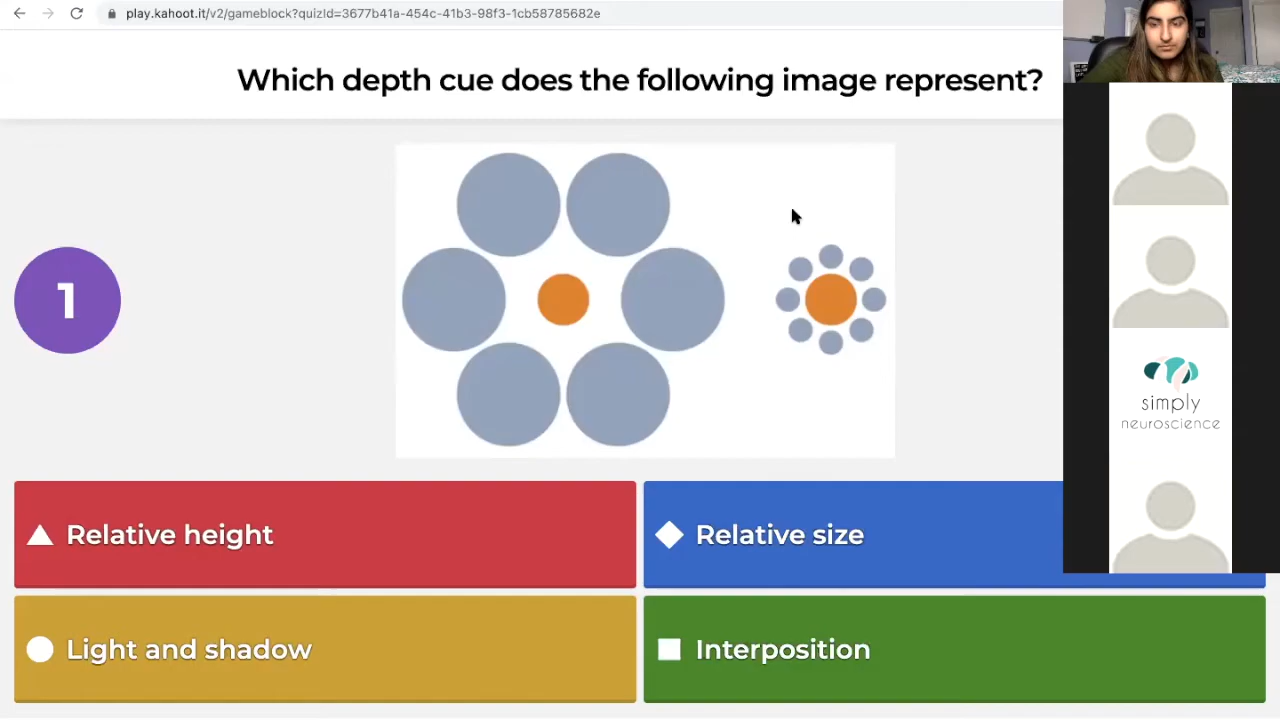 play.kahoot.it/v2/gameblock?quizId=3677b41a-454c-41b3-98f3-1cb58785682e
Which depth cue does the following image represent?
1
simply
neuroscience
Relative height
Relative size
Light and shadow
Interposition